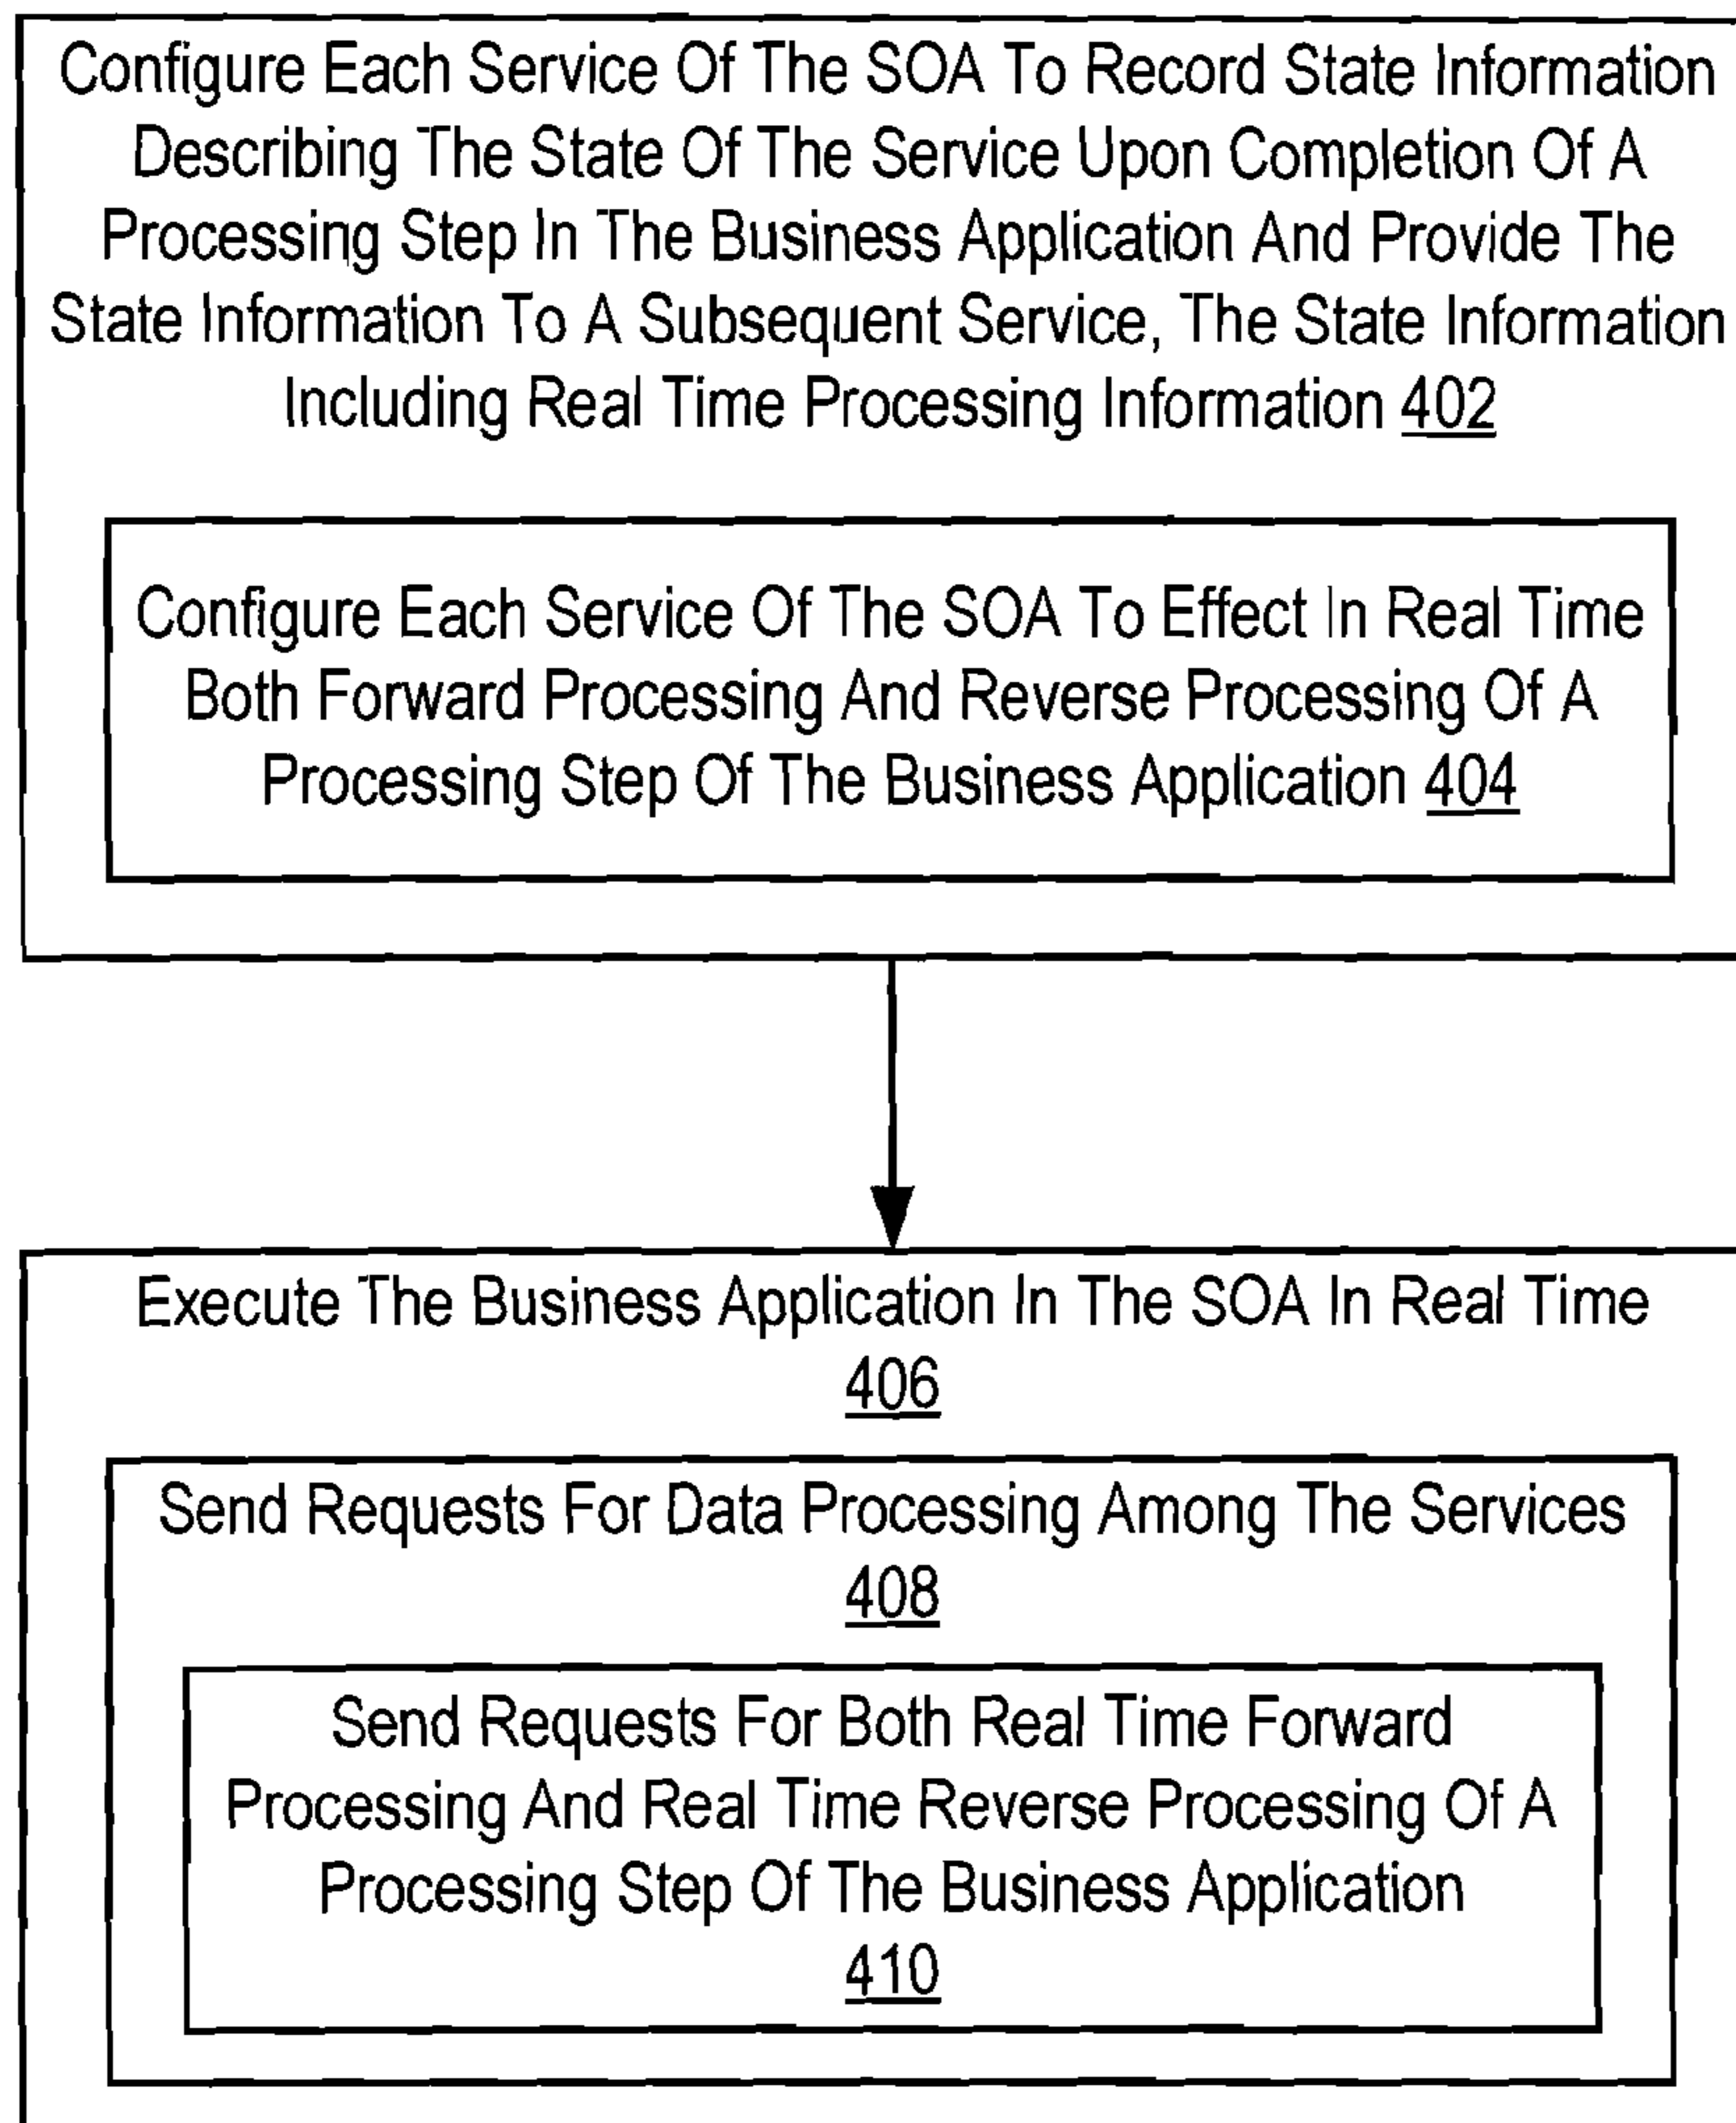 Configure Each Service Of The SOA To Record State Information
Describing The State Of The Service Upon Completion Of A
Processing Step In The Business Application And Provide The
State Information To A Subsequent Service, The State Information
Including Real Time Processing Information 402
Configure Each Service Of The SOA To Effect In Real Time
Both Forward Processing And Reverse Processing Of A
Processing Step Of The Business Application 404
Execute The Business Application In The SOA In Real Time
406
Send Requests For Data Processing Among The Services
408
Send Requests For Both Real Time Forward
Processing And Real Time Reverse Processing Of A
Processing Step Of The Business Application
410